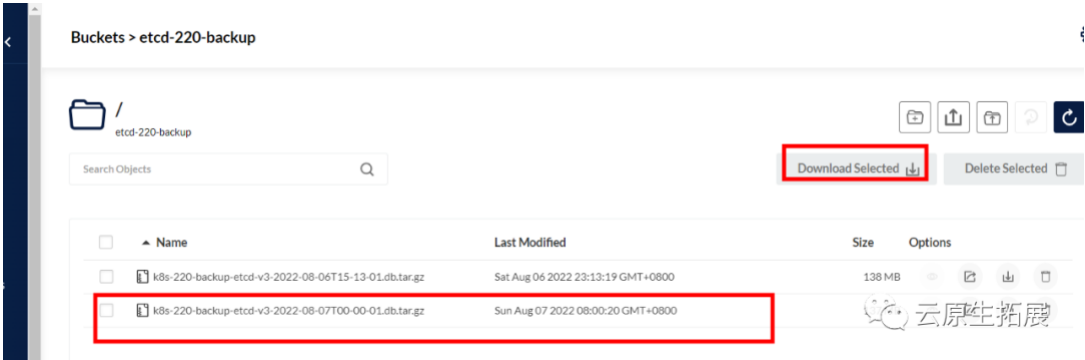 Buckets > etcd-220-backup
/
etcd-220-backup
Search Objects
Download Selected
Delete Selected
Name Last Modified Size Options
k8s-220-backup-etcd-v3-2022-08-06T15-13-01.db.tar.gz Sat Aug 06 2022 23:13:19 GMT+0800 138 MB
k8s-220-backup-etcd-v3-2022-08-07T00-00-01.db.tar.gz Sun Aug 07 2022 08:00:20 GMT+0800
云原生拓展